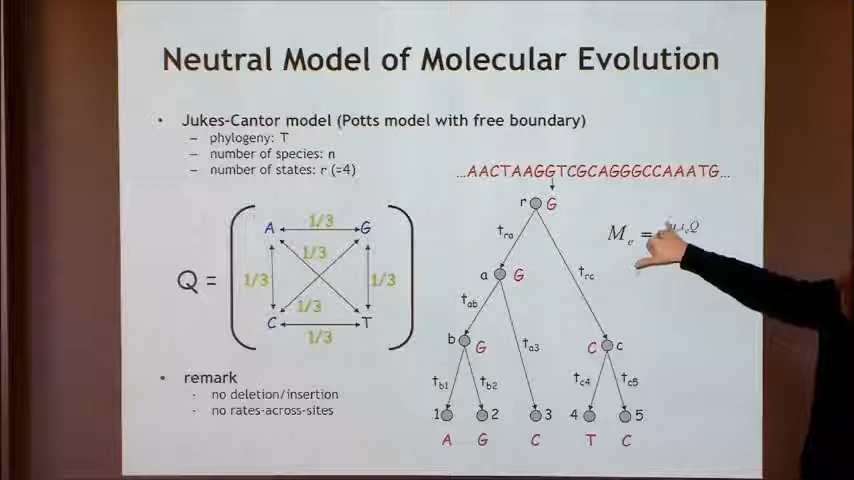 Neutral Model of Molecular Evolution
• Jukes-Cantor model (Potts model with free boundary)
– phylogeny: T
– number of species: n
– number of states: r (=4)
...AACTAAGGTCGCAGGGCCAAATG...
r G
A 1/3 G
t_ra
M_e =
1/3
a G
t_rc
Q = 1/3 1/3
1/3
t_ab
C T
1/3
b G
t_a3
C c
• remark
t_b1 t_b2
t_c4 t_c5
· no deletion/insertion
· no rates-across-sites
1 2 3 4 5
A G C T C